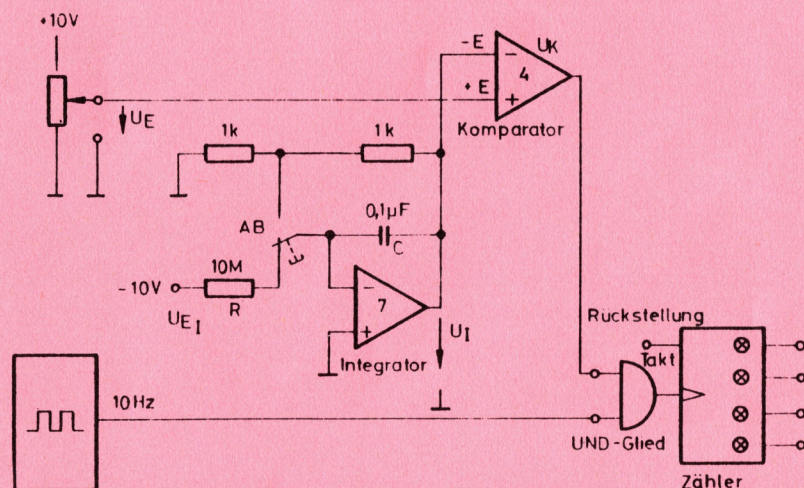 +10V
-E
UK
4
+E
UE
Komparator
1k
1k
AB
0,1µF
C
10M
-10V
R
UEI
7
UI
Integrator
Rückstellung
Takt
10Hz
UND-Glied
Zähler